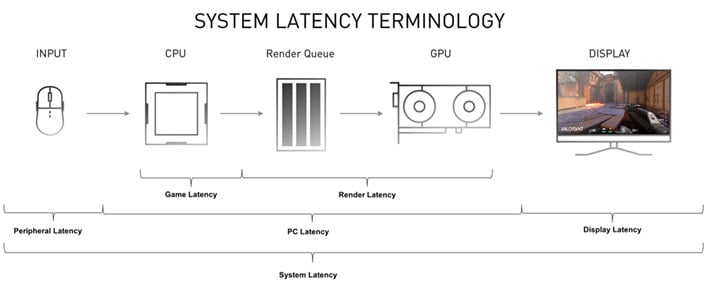 SYSTEM LATENCY TERMINOLOGY
INPUT
CPU
Render Queue
GPU
DISPLAY
VALORANT
Game Latency
Render Latency
Peripheral Latency
PC Latency
Display Latency
System Latency